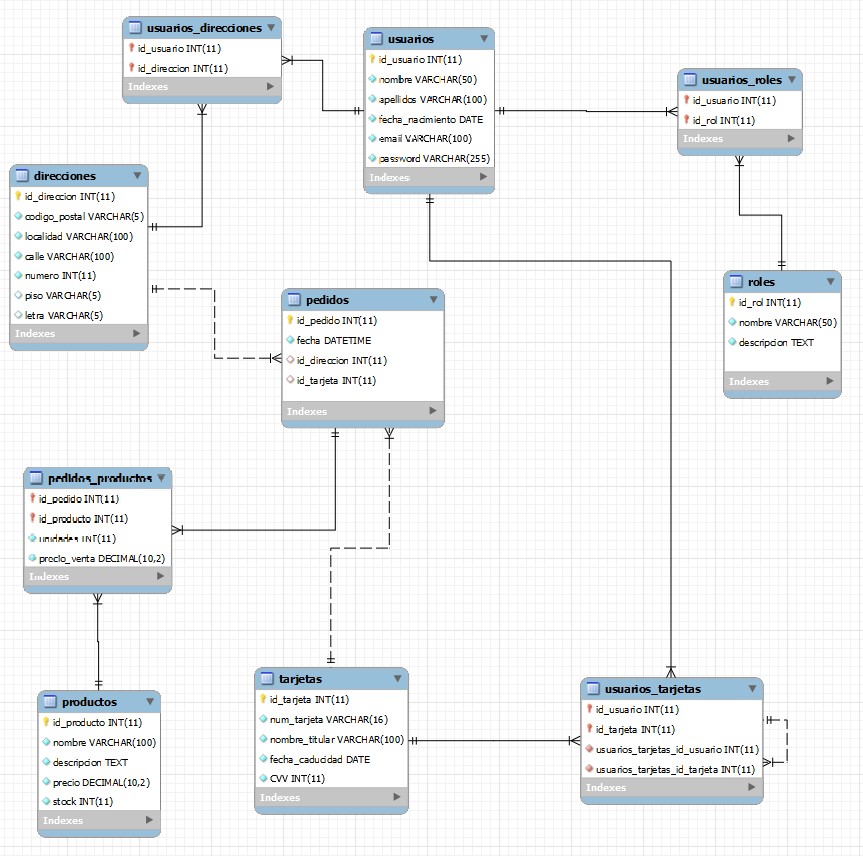 usuarios_direcciones
id_usuario INT(11)
id_direccion INT(11)
Indexes
usuarios
id_usuario INT(11)
nombre VARCHAR(50)
apellidos VARCHAR(100)
fecha_nacimiento DATE
email VARCHAR(100)
password VARCHAR(255)
Indexes
usuarios_roles
id_usuario INT(11)
id_rol INT(11)
Indexes
direcciones
id_direccion INT(11)
codigo_postal VARCHAR(5)
localidad VARCHAR(100)
calle VARCHAR(100)
numero INT(11)
piso VARCHAR(5)
letra VARCHAR(5)
Indexes
pedidos
id_pedido INT(11)
fecha DATETIME
id_direccion INT(11)
id_tarjeta INT(11)
Indexes
roles
id_rol INT(11)
nombre VARCHAR(50)
descripcion TEXT
Indexes
pedidos_productos
id_pedido INT(11)
id_producto INT(11)
unidades INT(11)
precio_venta DECIMAL(10,2)
Indexes
productos
id_producto INT(11)
nombre VARCHAR(100)
descripcion TEXT
precio DECIMAL(10,2)
stock INT(11)
Indexes
tarjetas
id_tarjeta INT(11)
num_tarjeta VARCHAR(16)
nombre_titular VARCHAR(100)
fecha_caducidad DATE
CVV INT(11)
Indexes
usuarios_tarjetas
id_usuario INT(11)
id_tarjeta INT(11)
usuarios_tarjetas_id_usuario INT(11)
usuarios_tarjetas_id_tarjeta INT(11)
Indexes